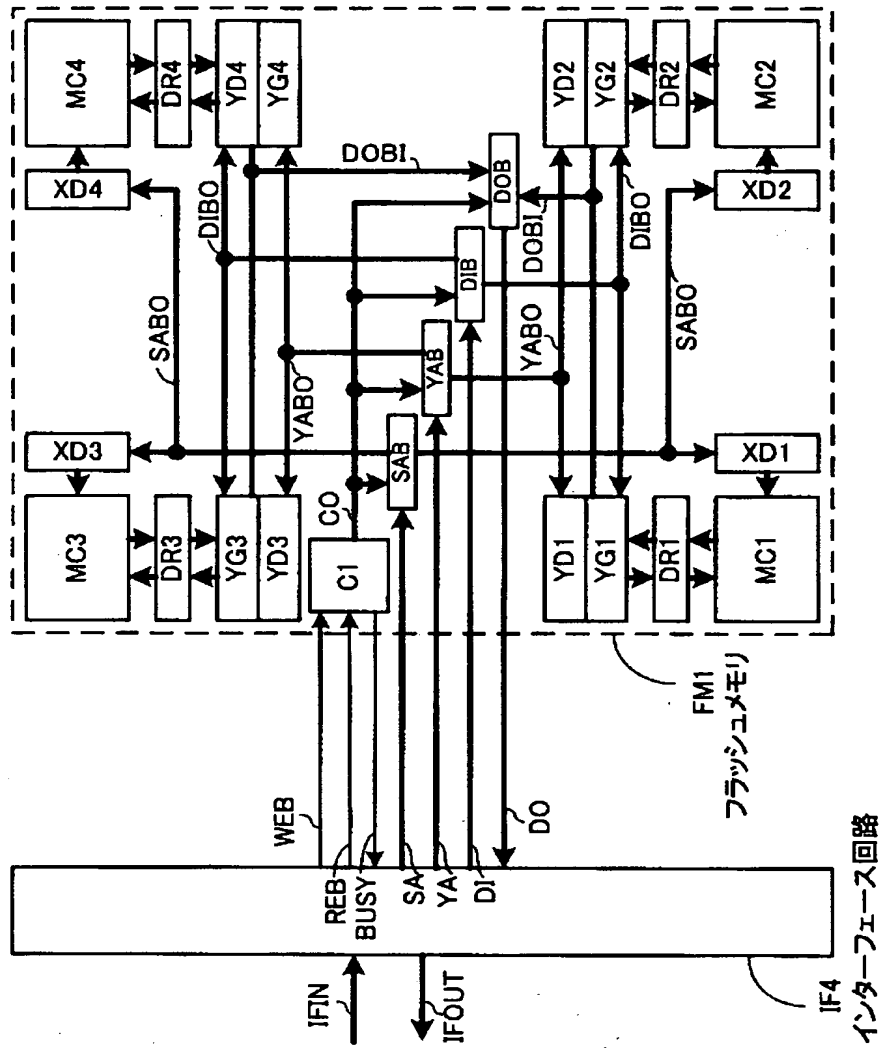 MC4
DR4
YD4
YG4
XD4
DOBI
DIBO
SABO
YABO
XD3
MC3
DR3
YG3
YD3
CO
C1
SAB
YAB
DIB
DOB
DOBI
YABO
DIBO
SABO
YD2
YG2
DR2
MC2
XD2
XD1
YD1
YG1
DR1
MC1
FM1
フラッシュメモリ
WEB
REB
BUSY
SA
YA
DI
DO
IFIN
IFOUT
IF4
インターフェース回路